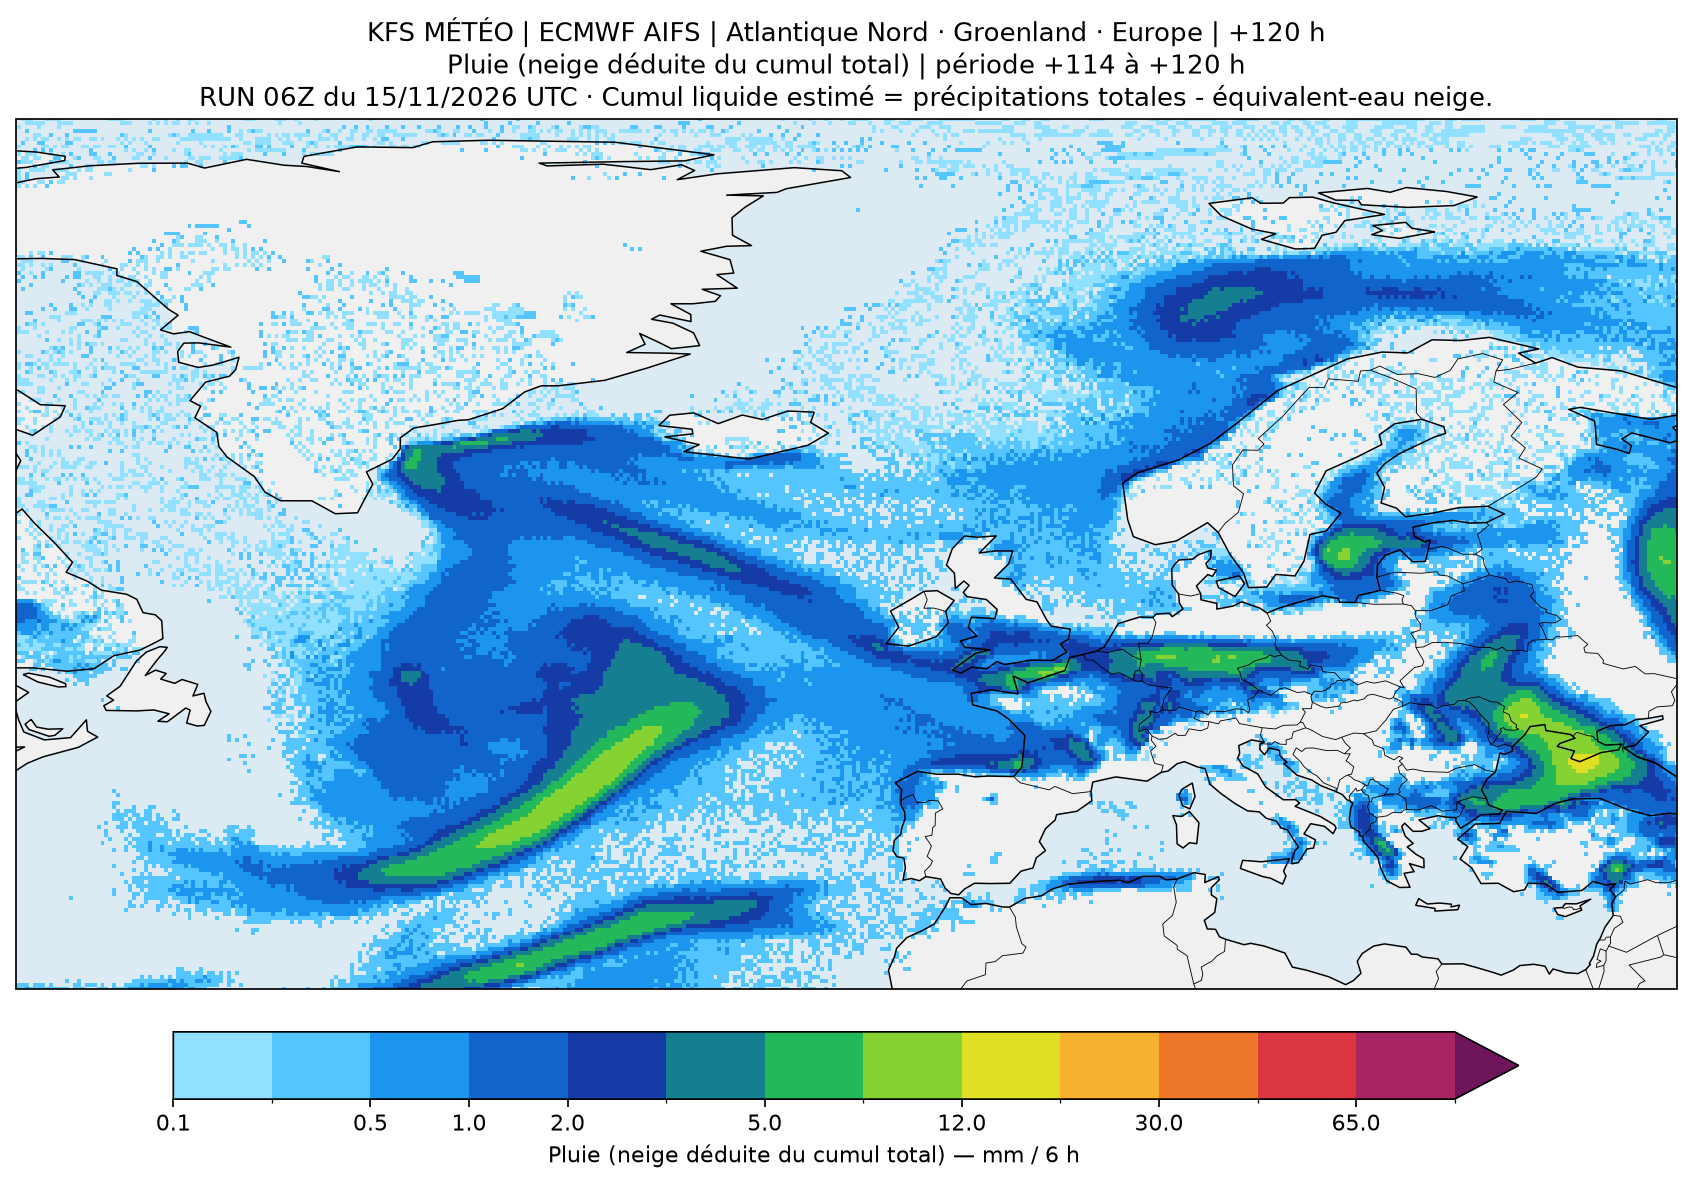 KFS MÉTÉO | ECMWF AIFS | Atlantique Nord · Groenland · Europe | +120 h
Pluie (neige déduite du cumul total) | période +114 à +120 h
RUN 06Z du 15/11/2026 UTC · Cumul liquide estimé = précipitations totales - équivalent-eau neige.
0.1 0.5 1.0 2.0 5.0 12.0 30.0 65.0
Pluie (neige déduite du cumul total) — mm / 6 h